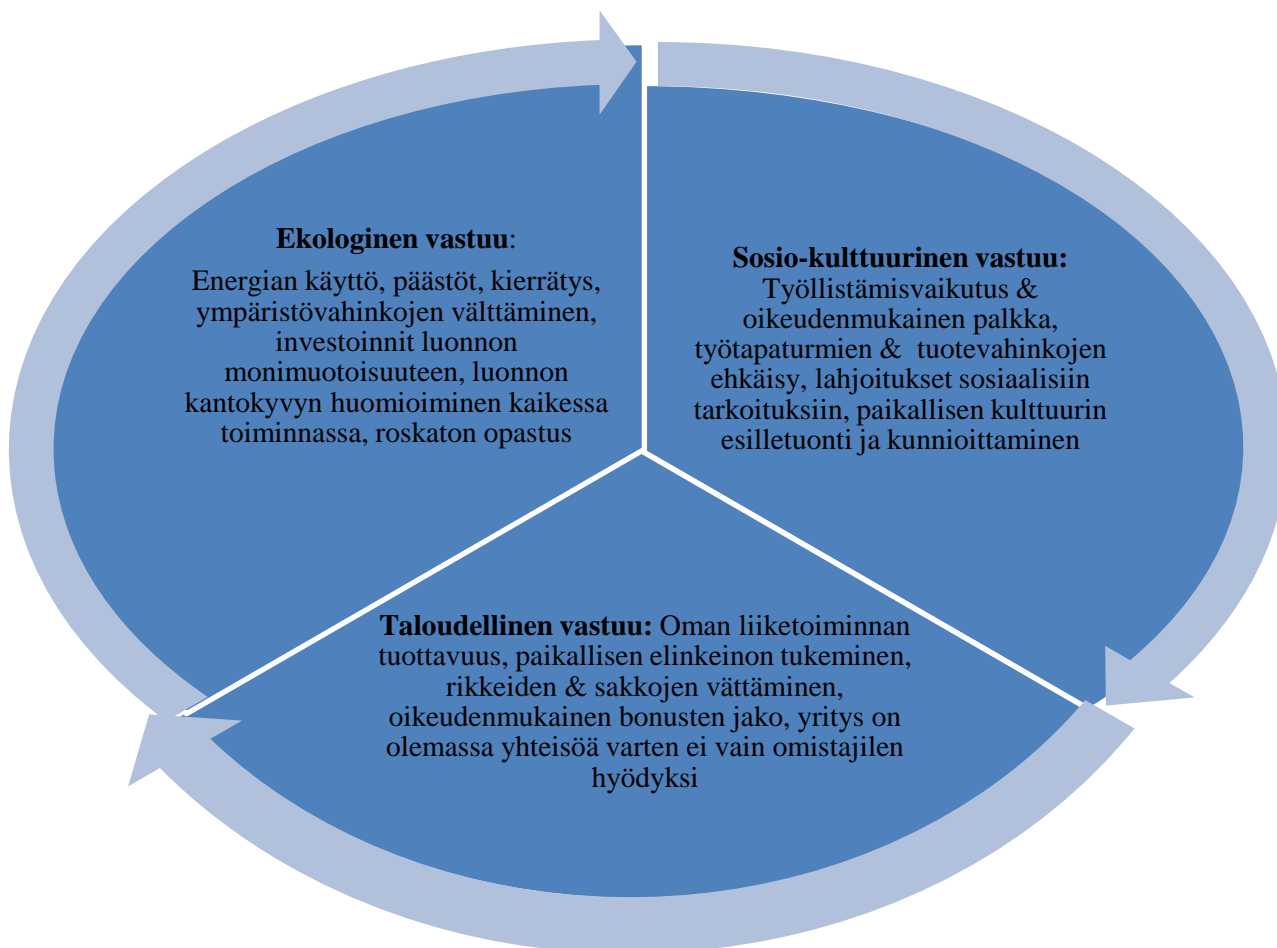 Ekologinen vastuu:
Energian käyttö, päästöt, kierrätys,
ympäristövahinkojen välttäminen,
investoinnit luonnon
monimuotoisuuteen, luonnon
kantokyvyn huomioiminen kaikessa
toiminnassa, roskaton opastus
Sosio-kulttuurinen vastuu:
Työllistämisvaikutus &
oikeudenmukainen palkka,
työtapaturmien & tuotevahinkojen
ehkäisy, lahjoitukset sosiaalisiin
tarkoituksiin, paikallisen kulttuurin
esilletuonti ja kunnioittaminen
Taloudellinen vastuu: Oman liiketoiminnan
tuottavuus, paikallisen elinkeinon tukeminen,
rikkeiden & sakkojen vättäminen,
oikeudenmukainen bonusten jako, yritys on
olemassa yhteisöä varten ei vain omistajilen
hyödyksi